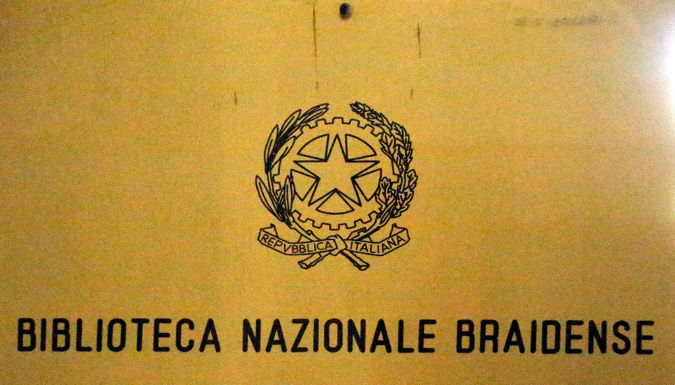 REPVBBLICA ITALIANA
BIBLIOTECA NAZIONALE BRAIDENSE